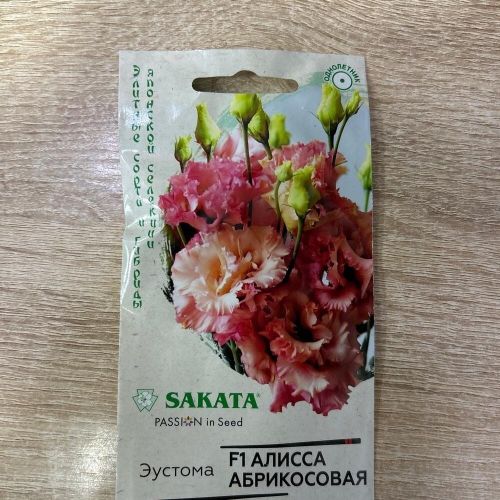 ОДНОЛЕТНИК
Элитные сорта и гибриды
японской селекции
SAKATA
PASSION in Seed
Эустома
F1 АЛИССА
АБРИКОСОВАЯ